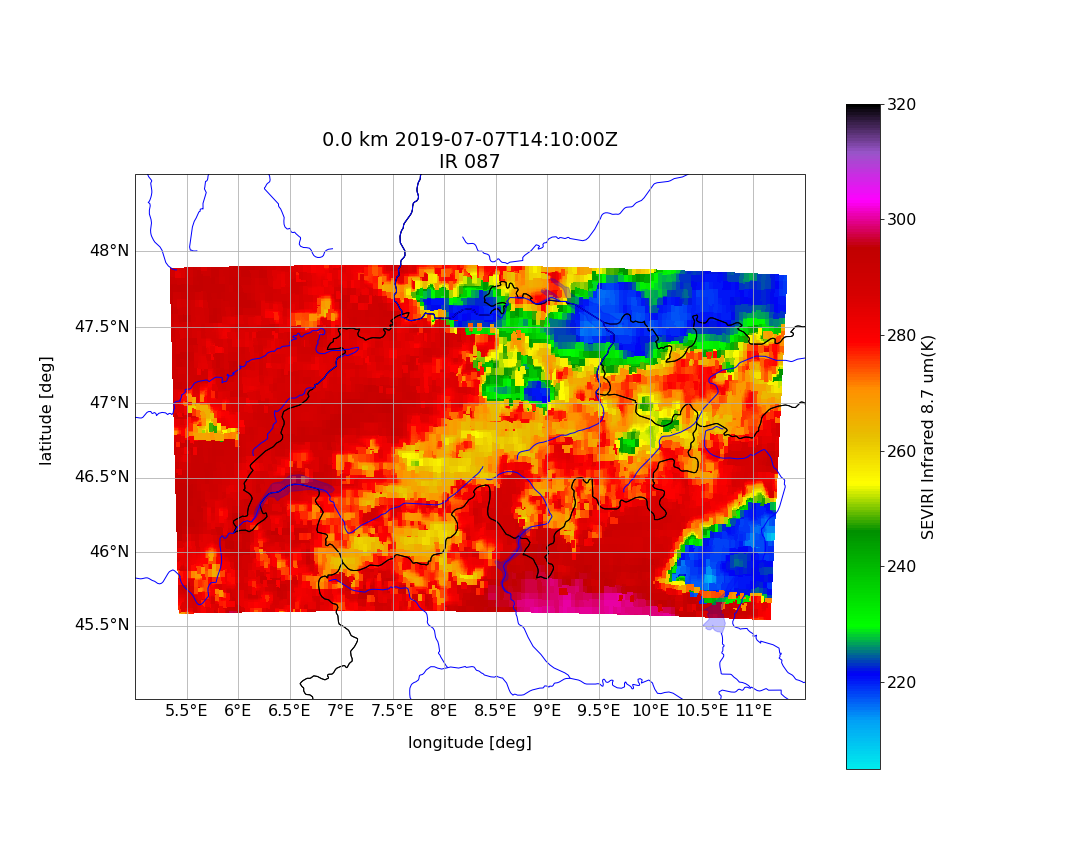 0.0 km 2019-07-07T14:10:00Z
IR 087
48°N
47.5°N
47°N
46.5°N
46°N
45.5°N
latitude [deg]
5.5°E 6°E 6.5°E 7°E 7.5°E 8°E 8.5°E 9°E 9.5°E 10°E 10.5°E 11°E
longitude [deg]
320
300
280
260
240
220
SEVIRI Infrared 8.7 um(K)